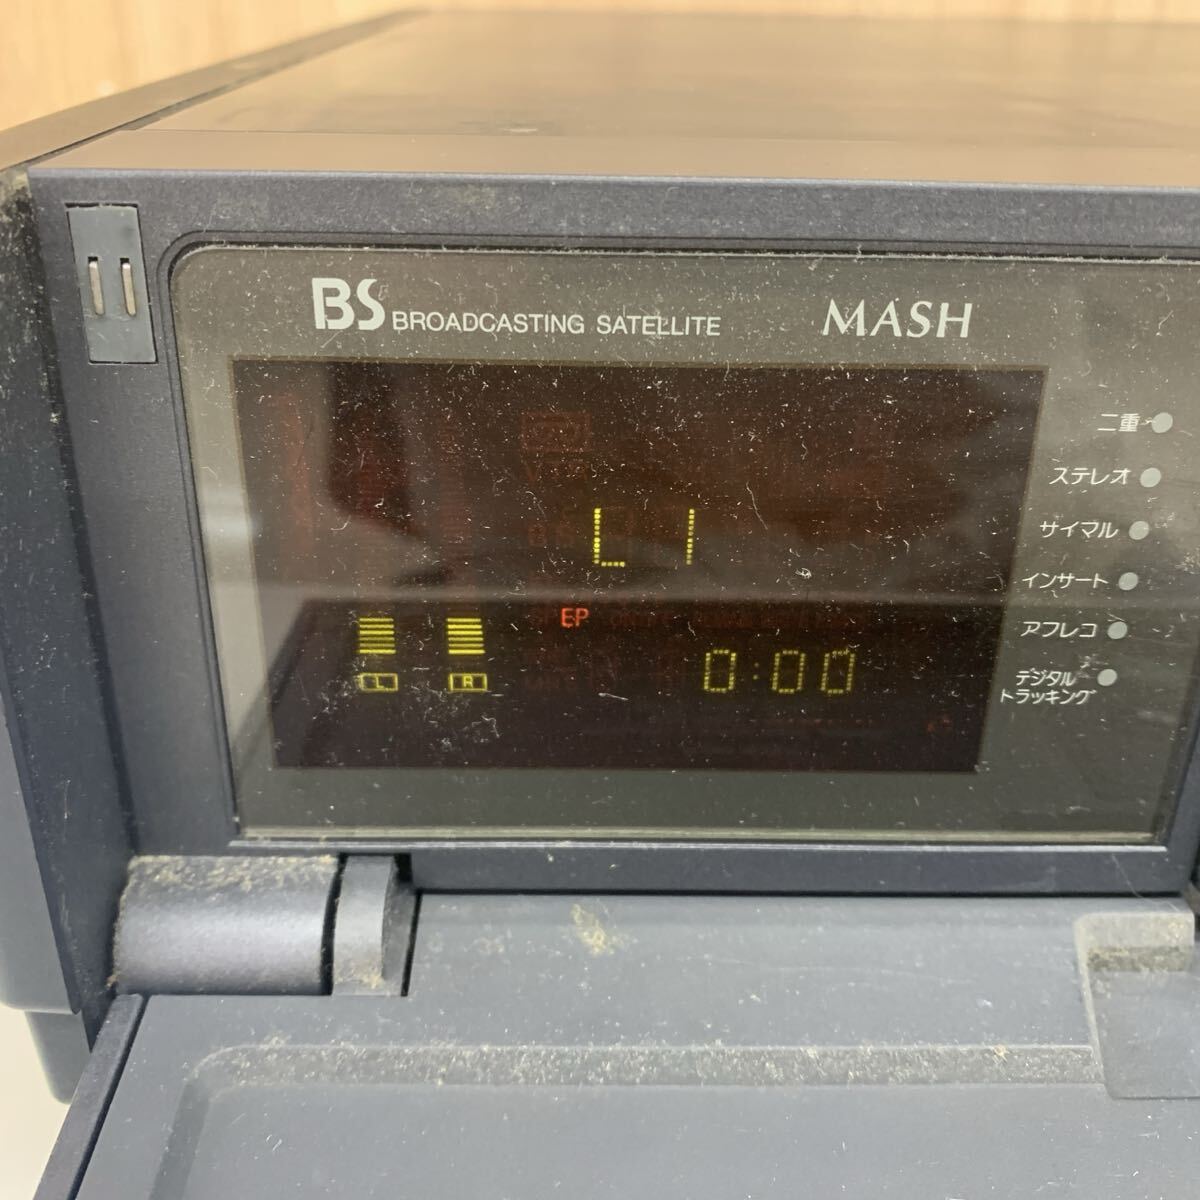 BS BROADCASTING SATELLITE
MASH
二重
ステレオ
サイマル
インサート
アフレコ
デジタル
トラッキング
L1
EP
L R
0:00